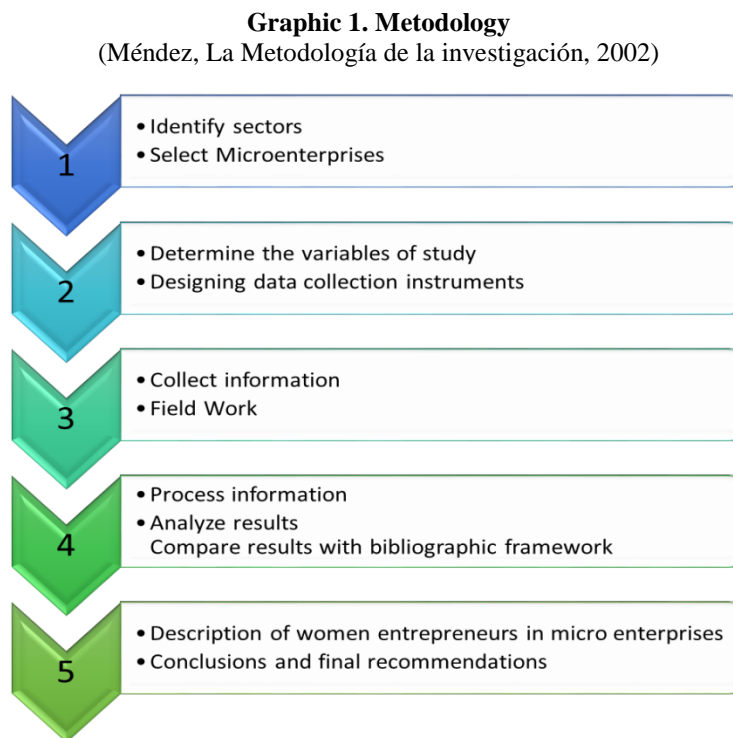 Graphic 1. Metodology
(Méndez, La Metodología de la investigación, 2002)
1
• Identify sectors
• Select Microenterprises
2
• Determine the variables of study
• Designing data collection instruments
3
• Collect information
• Field Work
4
• Process information
• Analyze results
Compare results with bibliographic framework
5
• Description of women entrepreneurs in micro enterprises
• Conclusions and final recommendations